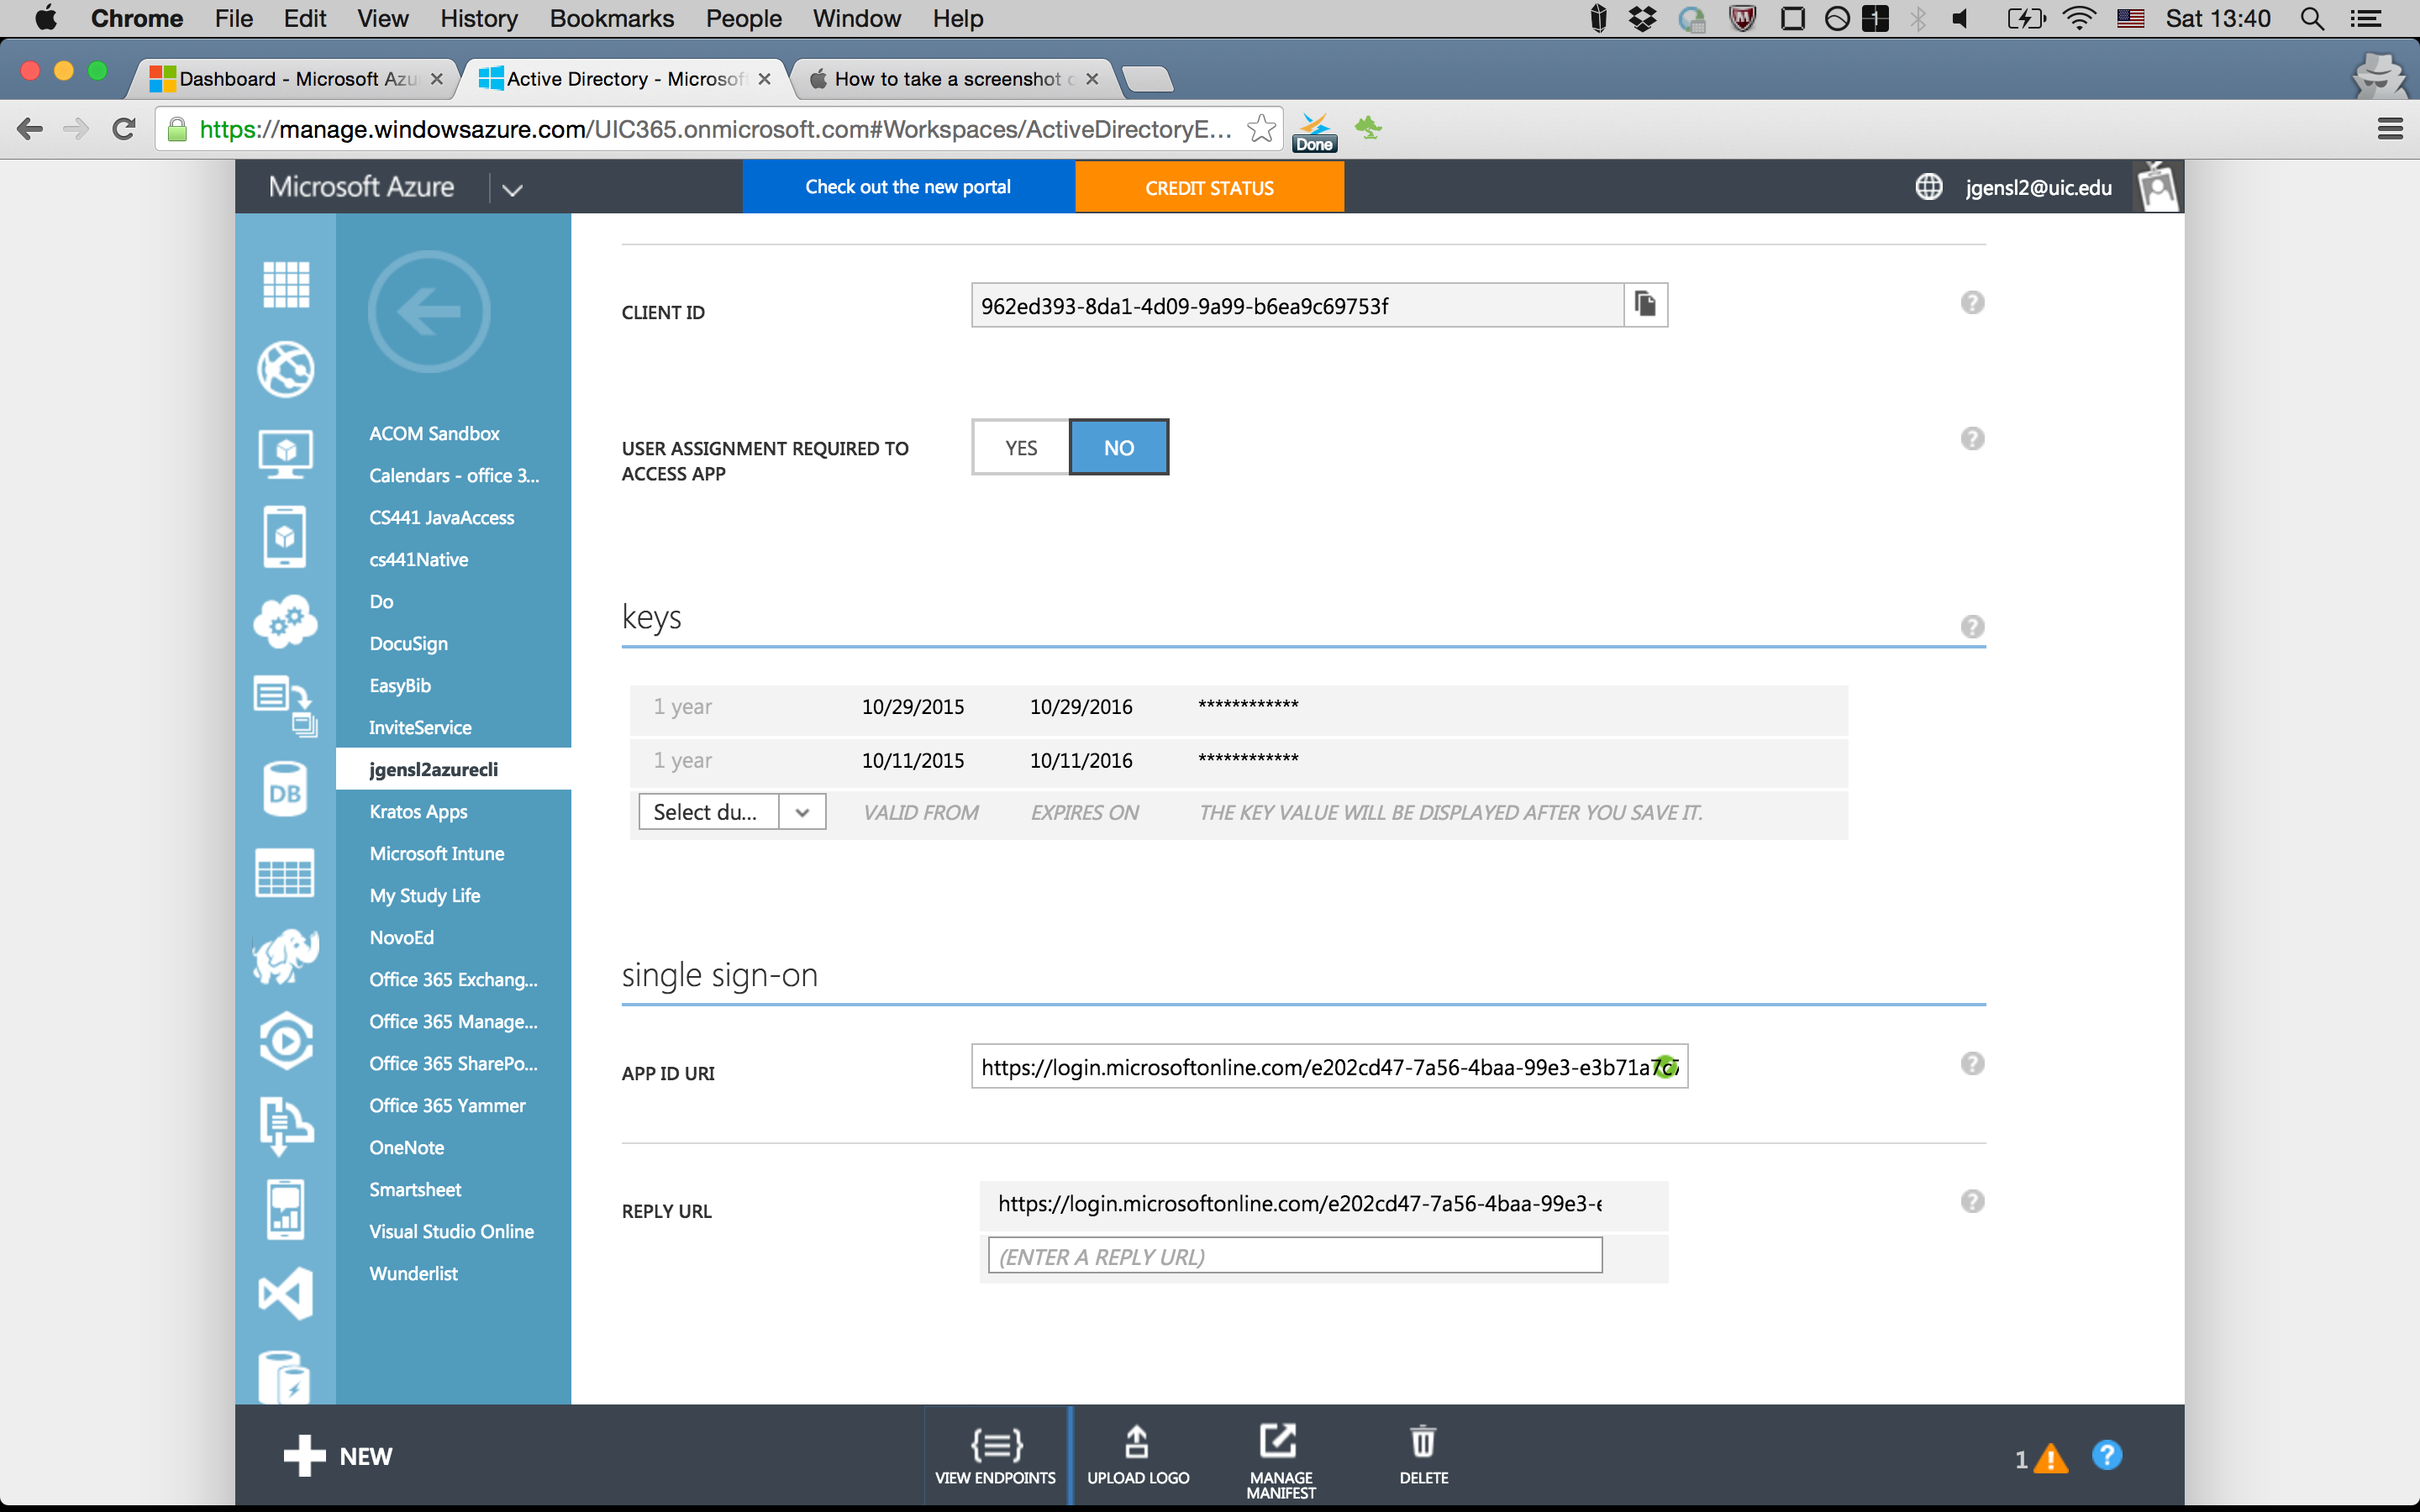 Chrome File Edit View History Bookmarks People Window Help
1
Sat 13:40
Dashboard - Microsoft Azu
Active Directory - Microsof
How to take a screenshot o
https://manage.windowsazure.com/UIC365.onmicrosoft.com#Workspaces/ActiveDirectoryE...
Done
Microsoft Azure
Check out the new portal
CREDIT STATUS
jgensl2@uic.edu
DB
ACOM Sandbox
Calendars - office 3...
CS441 JavaAccess
cs441Native
Do
DocuSign
EasyBib
InviteService
jgensl2azurecli
Kratos Apps
Microsoft Intune
My Study Life
NovoEd
Office 365 Exchang...
Office 365 Manage...
Office 365 SharePo...
Office 365 Yammer
OneNote
Smartsheet
Visual Studio Online
Wunderlist
CLIENT ID
962ed393-8da1-4d09-9a99-b6ea9c69753f
?
USER ASSIGNMENT REQUIRED TO
ACCESS APP
YES
NO
?
keys
?
1 year 10/29/2015 10/29/2016 ************
1 year 10/11/2015 10/11/2016 ************
Select du... VALID FROM EXPIRES ON THE KEY VALUE WILL BE DISPLAYED AFTER YOU SAVE IT.
single sign-on
APP ID URI
https://login.microsoftonline.com/e202cd47-7a56-4baa-99e3-e3b71a7c7
?
REPLY URL
https://login.microsoftonline.com/e202cd47-7a56-4baa-99e3-e
?
(ENTER A REPLY URL)
NEW
VIEW ENDPOINTS
UPLOAD LOGO
MANAGE
MANIFEST
DELETE
1
?